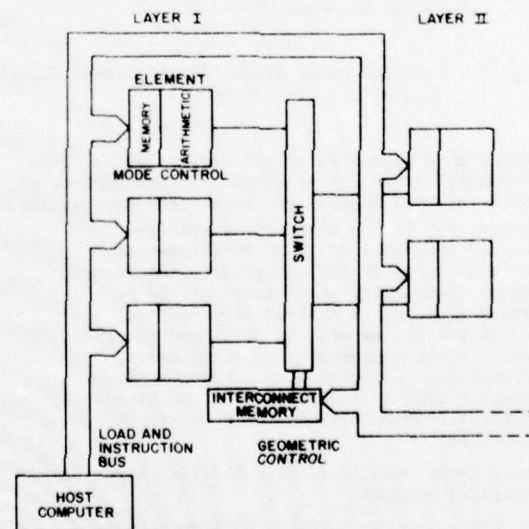 LAYER I
LAYER II
ELEMENT
MEMORY
ARITHMETIC
MODE CONTROL
SWITCH
INTERCONNECT
MEMORY
LOAD AND
INSTRUCTION
BUS
GEOMETRIC
CONTROL
HOST
COMPUTER